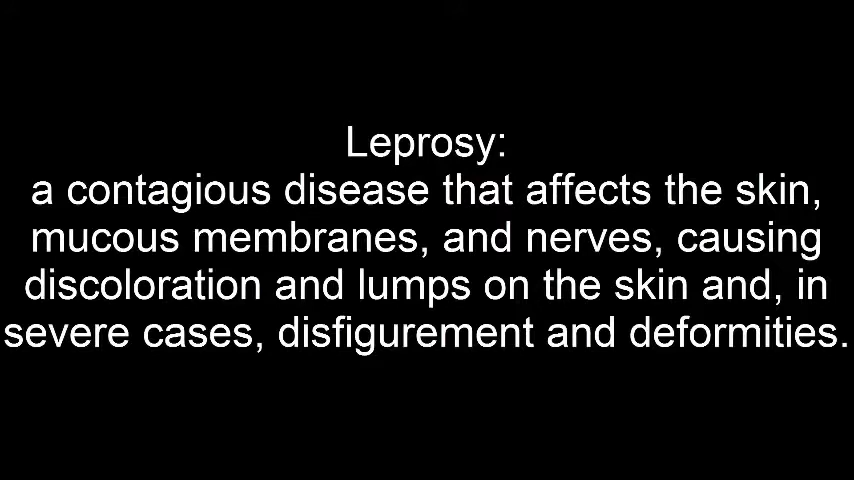 Leprosy:
a contagious disease that affects the skin,
mucous membranes, and nerves, causing
discoloration and lumps on the skin and, in
severe cases, disfigurement and deformities.